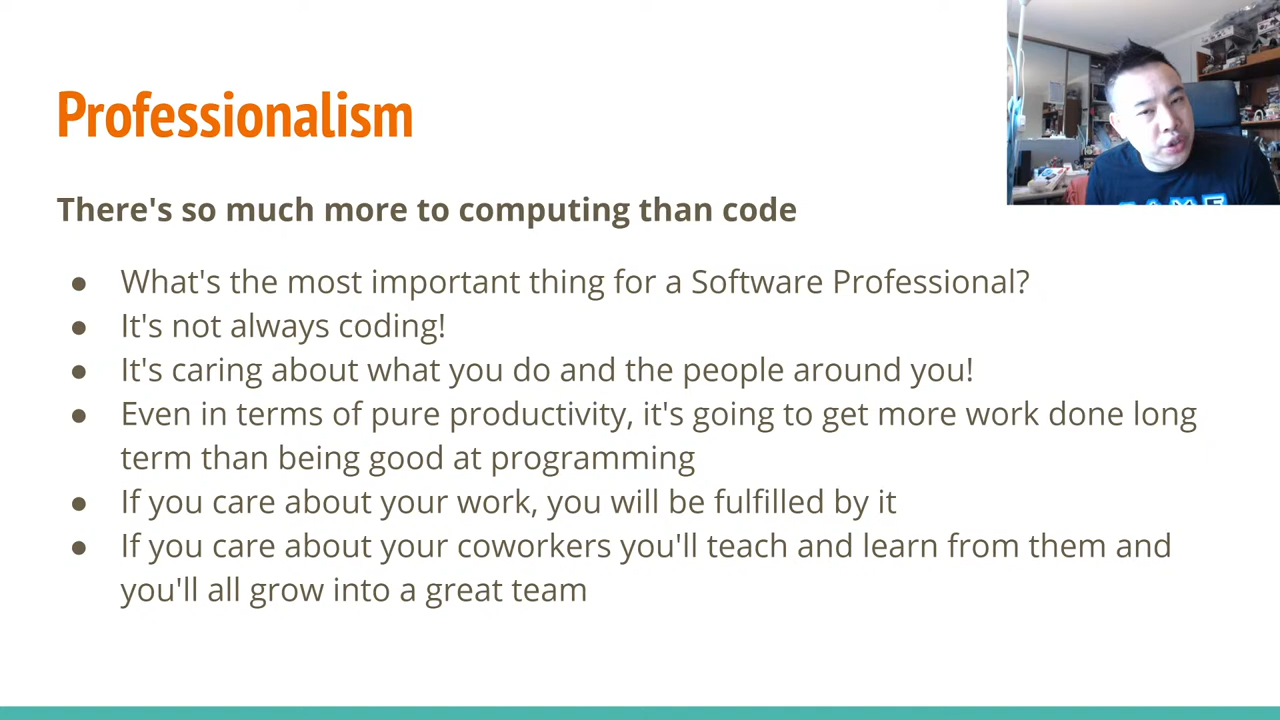 Professionalism
There's so much more to computing than code
● What's the most important thing for a Software Professional?
● It's not always coding!
● It's caring about what you do and the people around you!
● Even in terms of pure productivity, it's going to get more work done long
term than being good at programming
● If you care about your work, you will be fulfilled by it
● If you care about your coworkers you'll teach and learn from them and
you'll all grow into a great team